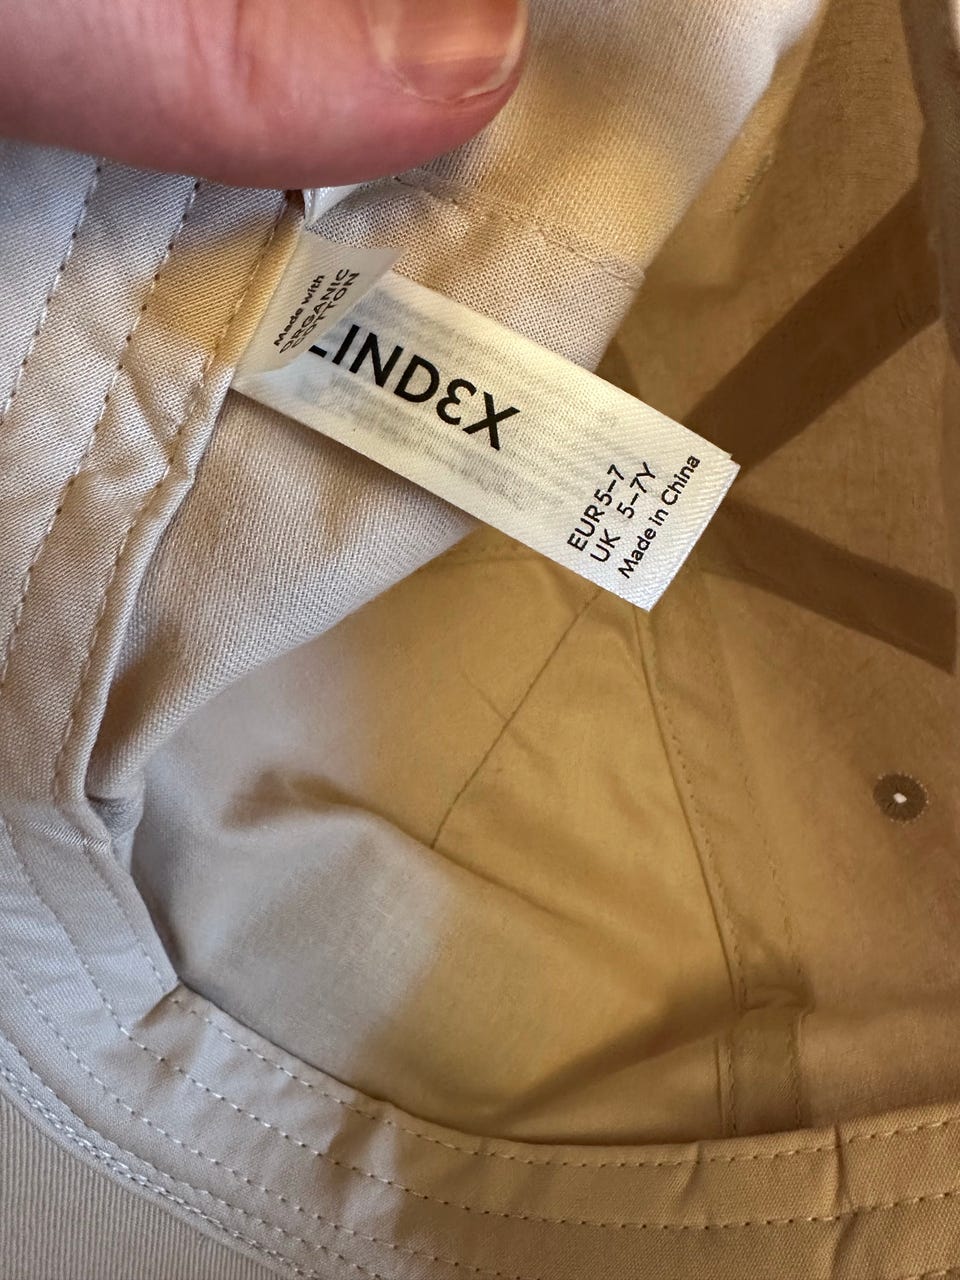 Made with
ORGANIC
COTTON
LINDEX
EUR 5–7
UK 5–7Y
Made in China